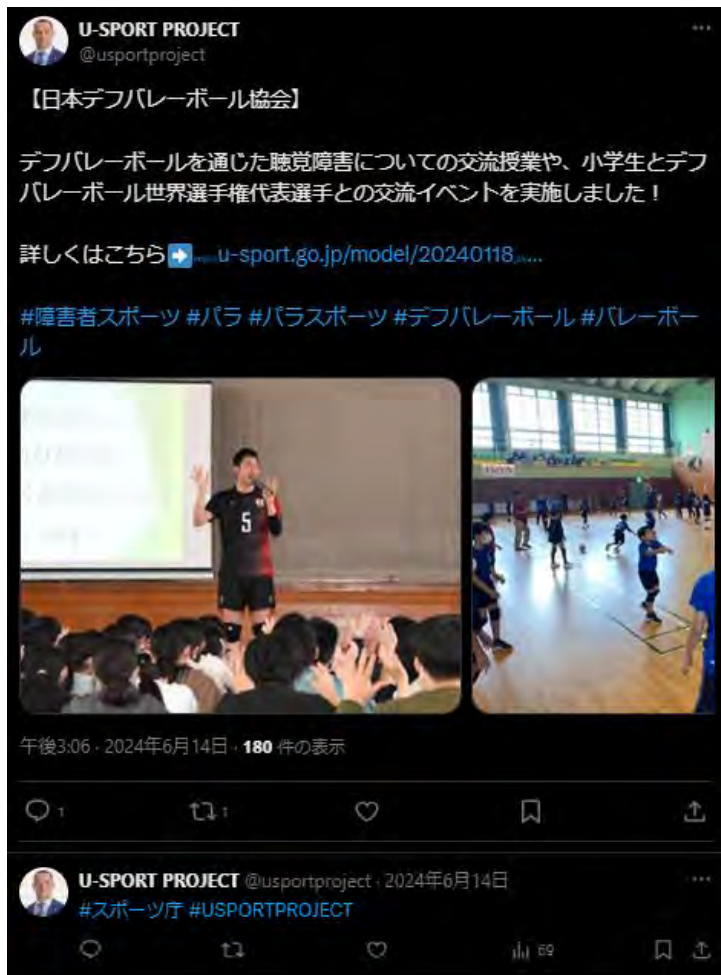 U-SPORT PROJECT
@usportproject
【日本デフバレーボール協会】
デフバレーボールを通じた聴覚障害についての交流授業や、小学生とデフ
バレーボール世界選手権代表選手との交流イベントを実施しました！
詳しくはこちら➡u-sport.go.jp/model/20240118…
#障害者スポーツ #パラ #パラスポーツ #デフバレーボール #バレーボー
ル
5
午後3:06 · 2024年6月14日 · 180 件の表示
1 1
U-SPORT PROJECT @usportproject · 2024年6月14日
#スポーツ庁 #USPORTPROJECT
69